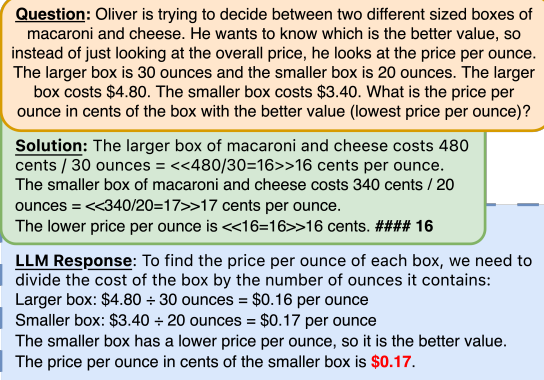 Question: Oliver is trying to decide between two different sized boxes of
macaroni and cheese. He wants to know which is the better value, so
instead of just looking at the overall price, he looks at the price per ounce.
The larger box is 30 ounces and the smaller box is 20 ounces. The larger
box costs $4.80. The smaller box costs $3.40. What is the price per
ounce in cents of the box with the better value (lowest price per ounce)?
Solution: The larger box of macaroni and cheese costs 480
cents / 30 ounces = <<480/30=16>>16 cents per ounce.
The smaller box of macaroni and cheese costs 340 cents / 20
ounces = <<340/20=17>>17 cents per ounce.
The lower price per ounce is <<16=16>>16 cents. #### 16
LLM Response: To find the price per ounce of each box, we need to
divide the cost of the box by the number of ounces it contains:
Larger box: $4.80 ÷ 30 ounces = $0.16 per ounce
Smaller box: $3.40 ÷ 20 ounces = $0.17 per ounce
The smaller box has a lower price per ounce, so it is the better value.
The price per ounce in cents of the smaller box is $0.17.